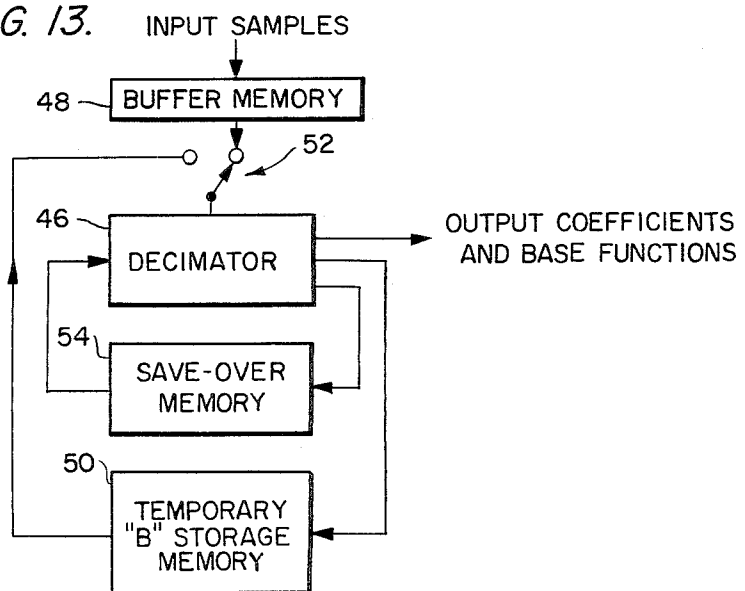 G. 13.
INPUT SAMPLES
48
BUFFER MEMORY
52
46
DECIMATOR
OUTPUT COEFFICIENTS
AND BASE FUNCTIONS
54
SAVE-OVER
MEMORY
50
TEMPORARY
"B" STORAGE
MEMORY